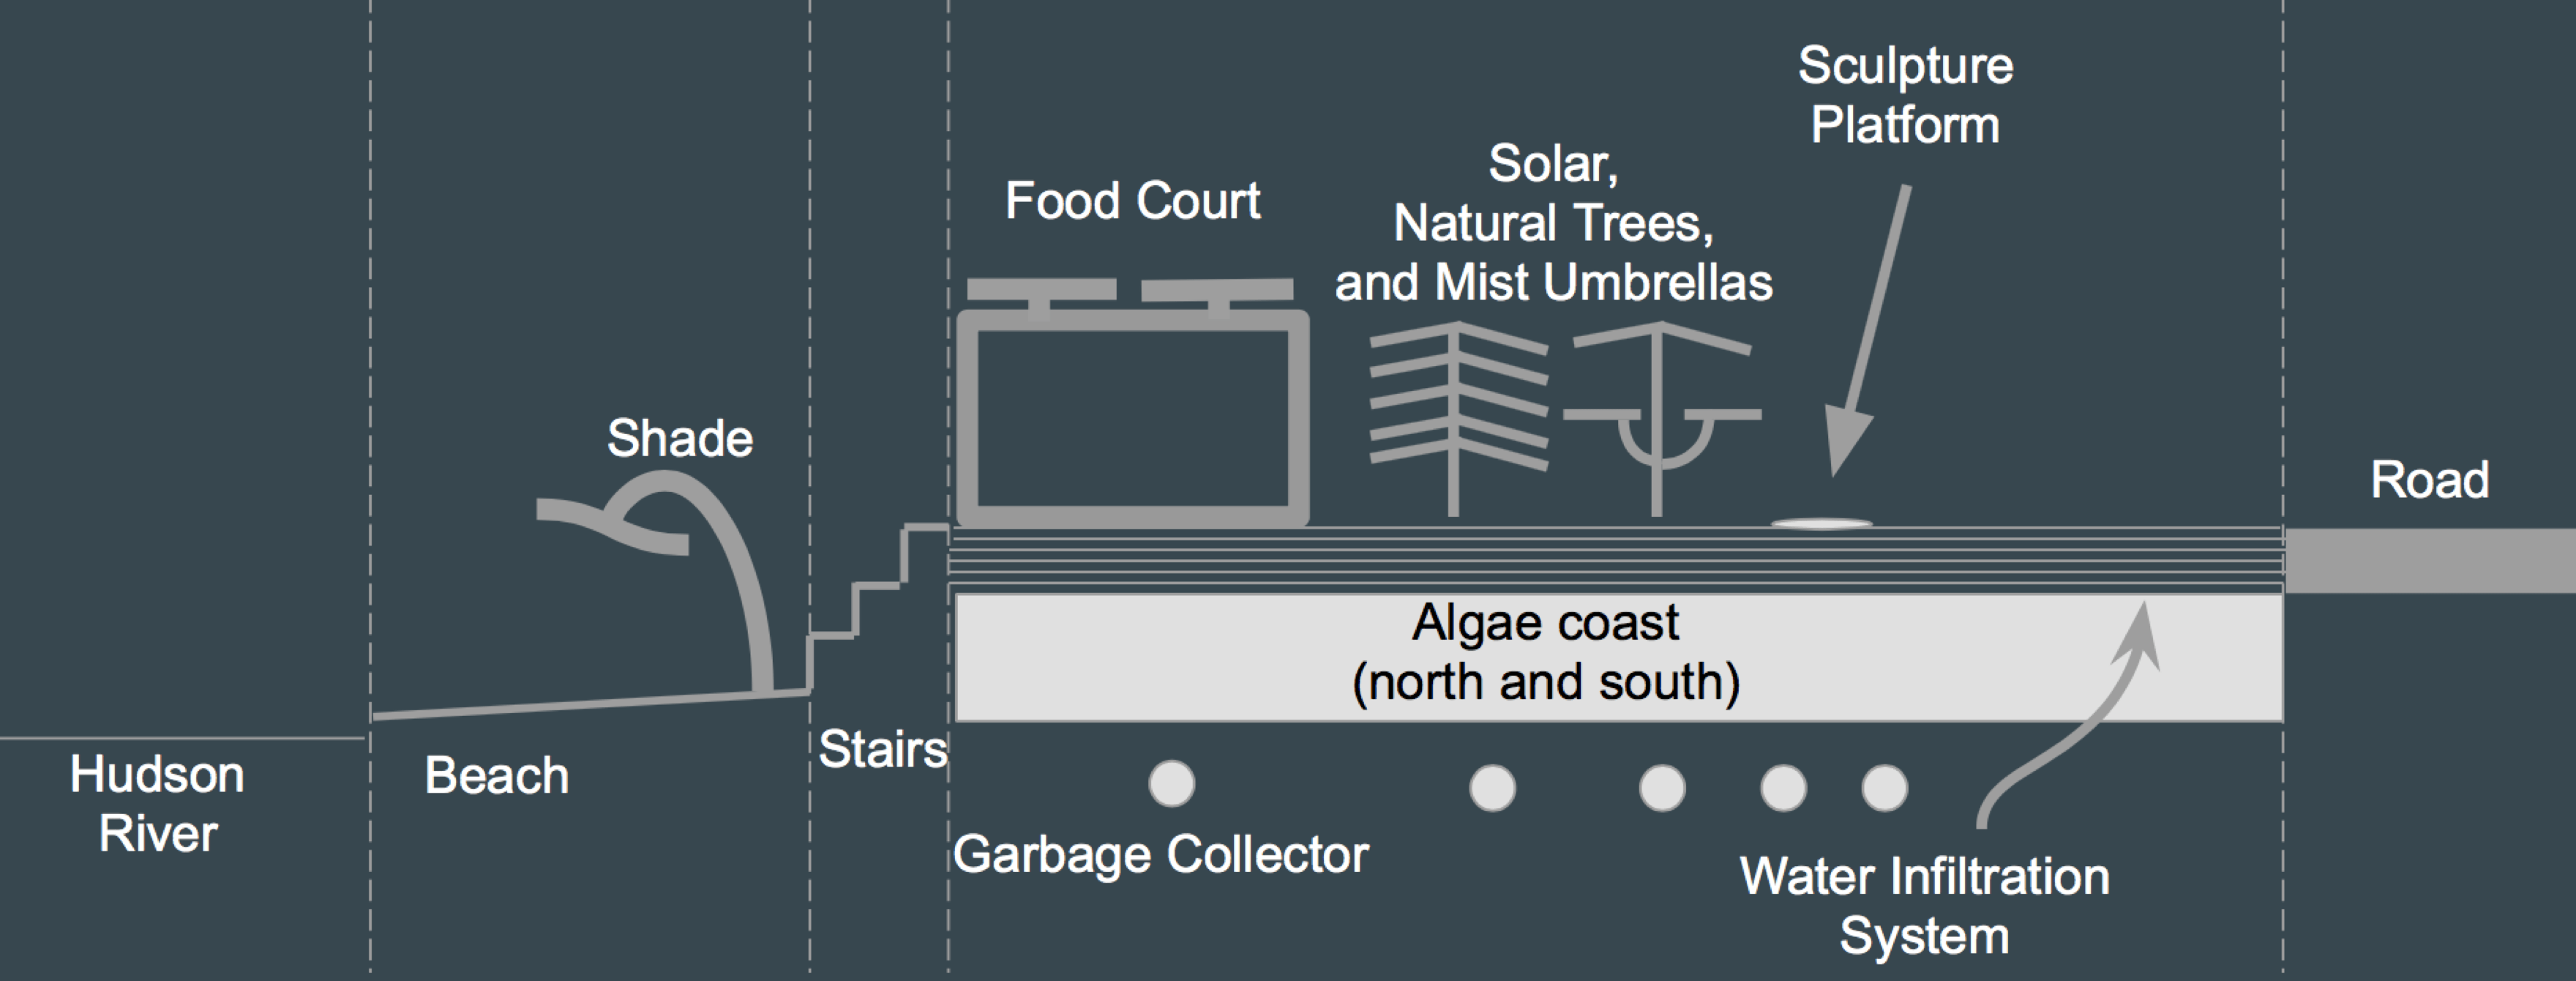 Sculpture
Platform
Solar,
Natural Trees,
and Mist Umbrellas
Food Court
Shade
Road
Algae coast
(north and south)
Stairs
Hudson
River
Beach
Garbage Collector
Water Infiltration
System